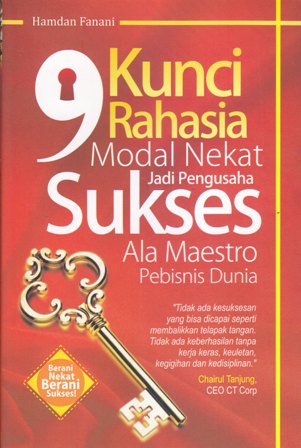 Hamdan Fanani
9 Kunci
Rahasia
Modal Nekat
Jadi Pengusaha
Sukses
Ala Maestro
Pebisnis Dunia
"Tidak ada kesuksesan
yang bisa dicapai seperti
membalikkan telapak tangan.
Tidak ada keberhasilan tanpa
kerja keras, keuletan,
kegigihan dan kedisiplinan."
Chairul Tanjung,
CEO CT Corp
Berani
Nekat
Berani
Sukses!